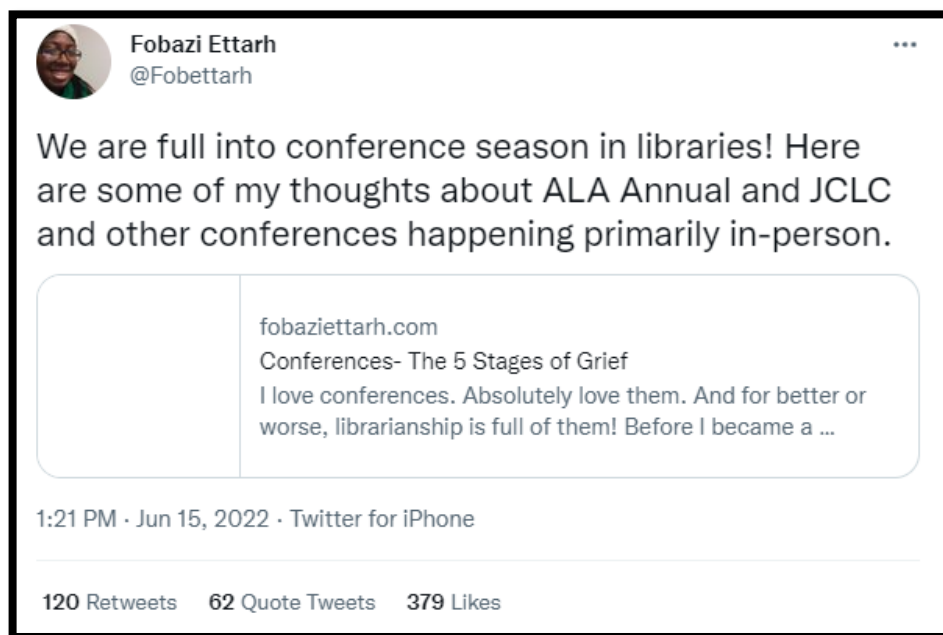 Fobazi Ettarh
@Fobettarh
We are full into conference season in libraries! Here
are some of my thoughts about ALA Annual and JCLC
and other conferences happening primarily in-person.
fobaziettarh.com
Conferences- The 5 Stages of Grief
I love conferences. Absolutely love them. And for better or
worse, librarianship is full of them! Before I became a ...
1:21 PM · Jun 15, 2022 · Twitter for iPhone
120 Retweets 62 Quote Tweets 379 Likes